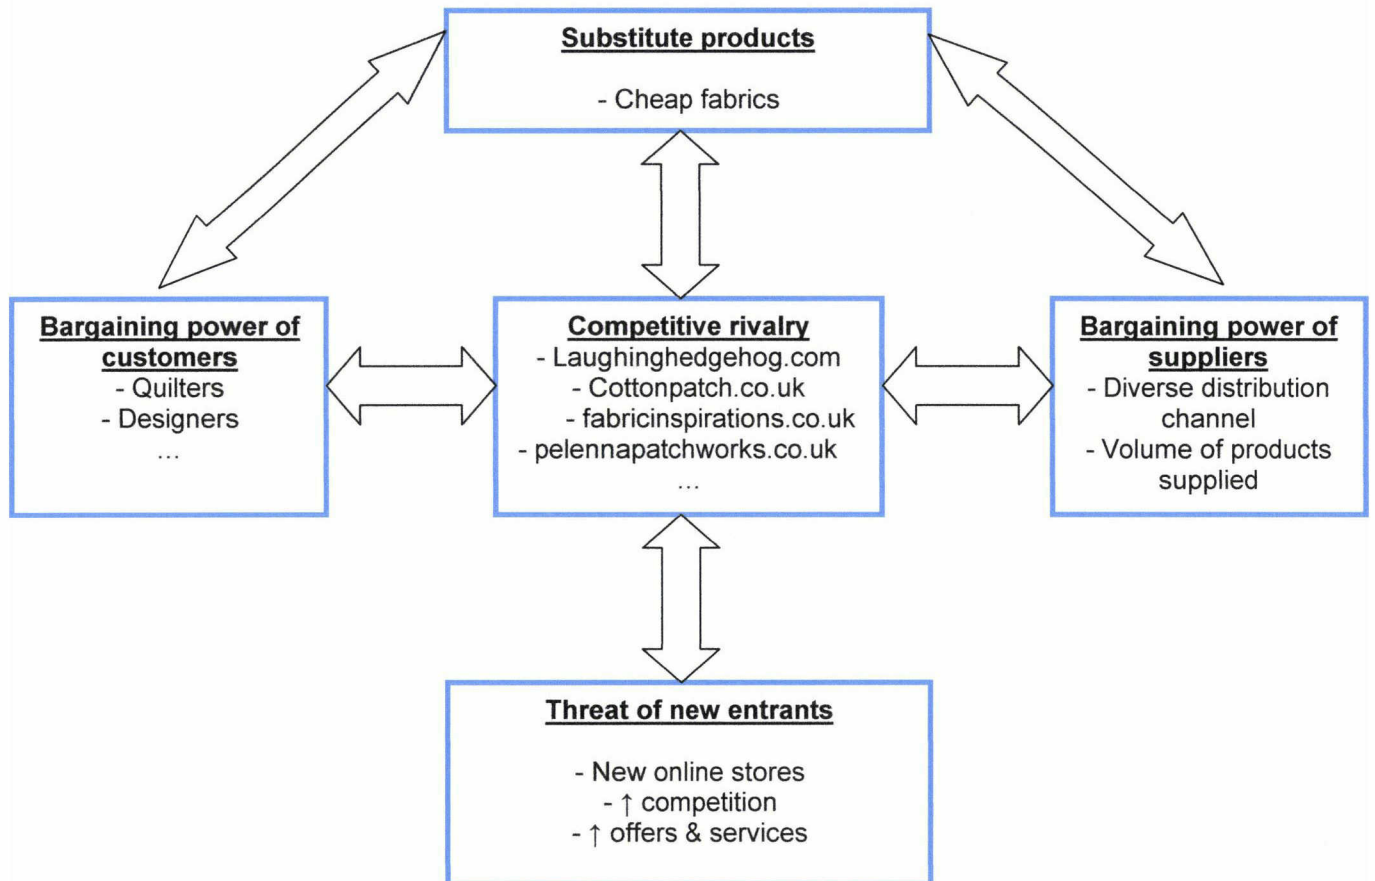 Substitute products
- Cheap fabrics
Bargaining power of
customers
- Quilters
- Designers
...
Competitive rivalry
- Laughinghedgehog.com
- Cottonpatch.co.uk
- fabricinspirations.co.uk
- pelennapatchworks.co.uk
...
Bargaining power of
suppliers
- Diverse distribution
channel
- Volume of products
supplied
Threat of new entrants
- New online stores
- ↑ competition
- ↑ offers & services